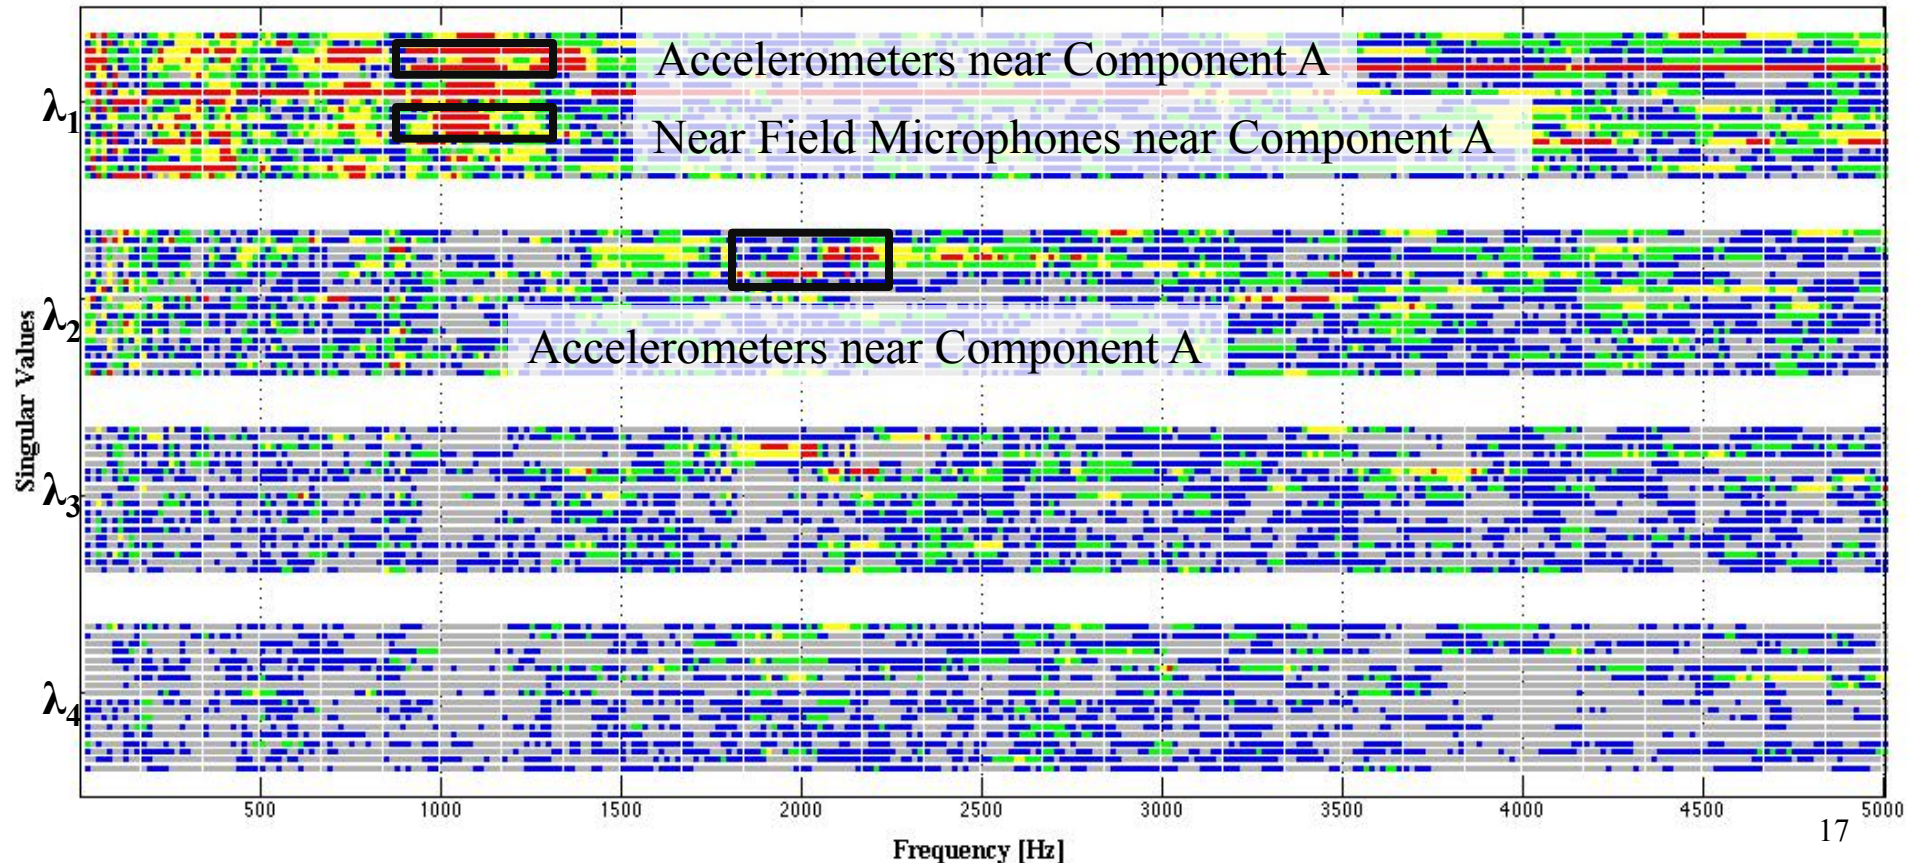 Accelerometers near Component A
λ1
Near Field Microphones near Component A
λ2
Accelerometers near Component A
Singular Values
λ3
λ4
500 1000 1500 2000 2500 3000 3500 4000 4500 5000
17
Frequency [Hz]